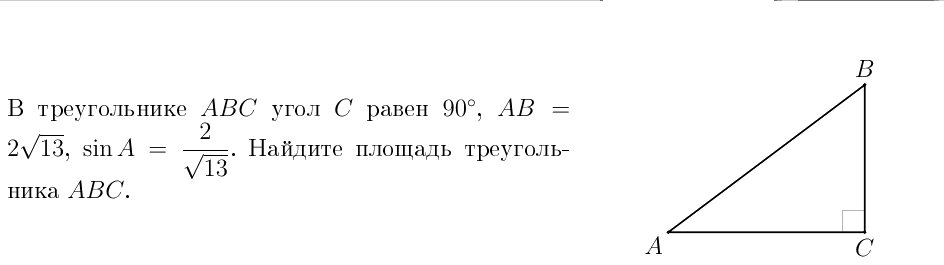 В треугольнике ABC угол C равен 90°, AB =
2√13, sin A = 2/√13. Найдите площадь треуголь-
ника ABC.
B
A
C